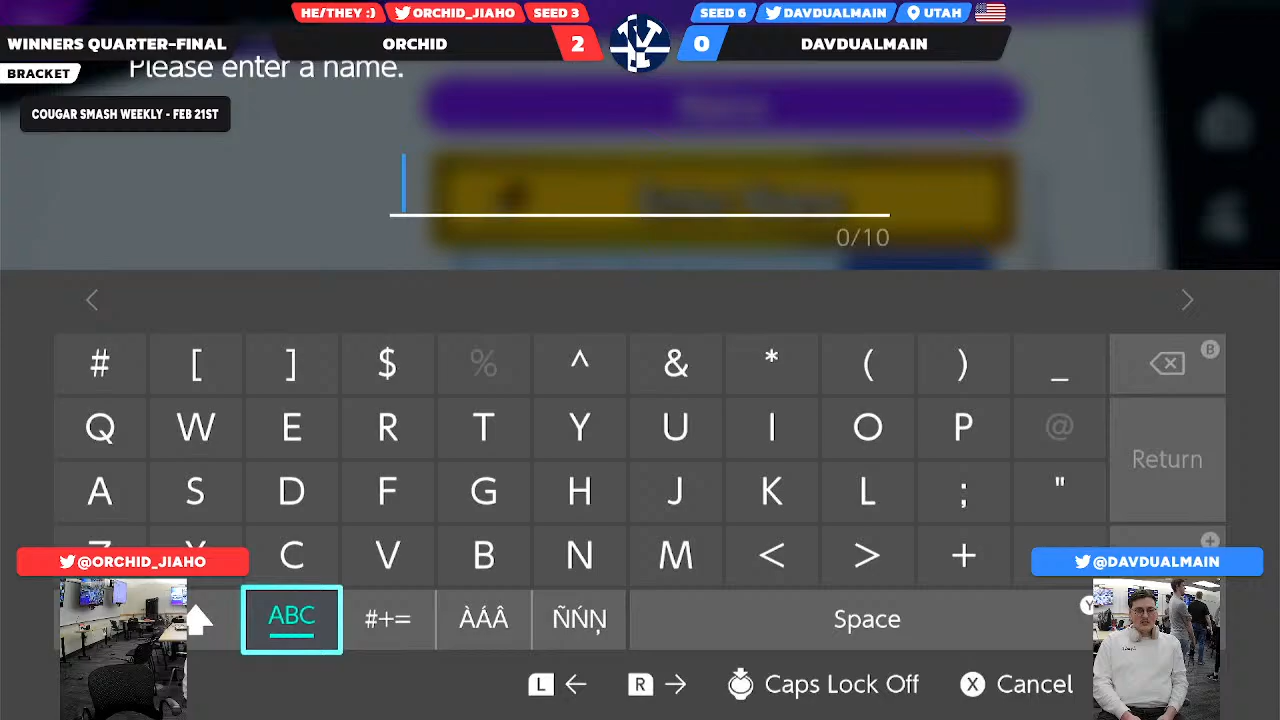 HE/THEY :) ORCHID_JIAHO SEED 3
SEED 6 DAVDUALMAIN UTAH
WINNERS QUARTER-FINAL ORCHID 2 0 DAVDUALMAIN
BRACKET
Please enter a name.
COUGAR SMASH WEEKLY - FEB 21ST
0/10
# [ ] $ % ^ & * ( ) _ B
Q W E R T Y U I O P @
Return
A S D F G H J K L ; "
C V B N M < > +
@ORCHID_JIAHO
@DAVDUALMAIN
ABC #+= ÀÁÂ ÑŃŅ Space Y
L ← R → Caps Lock Off X Cancel